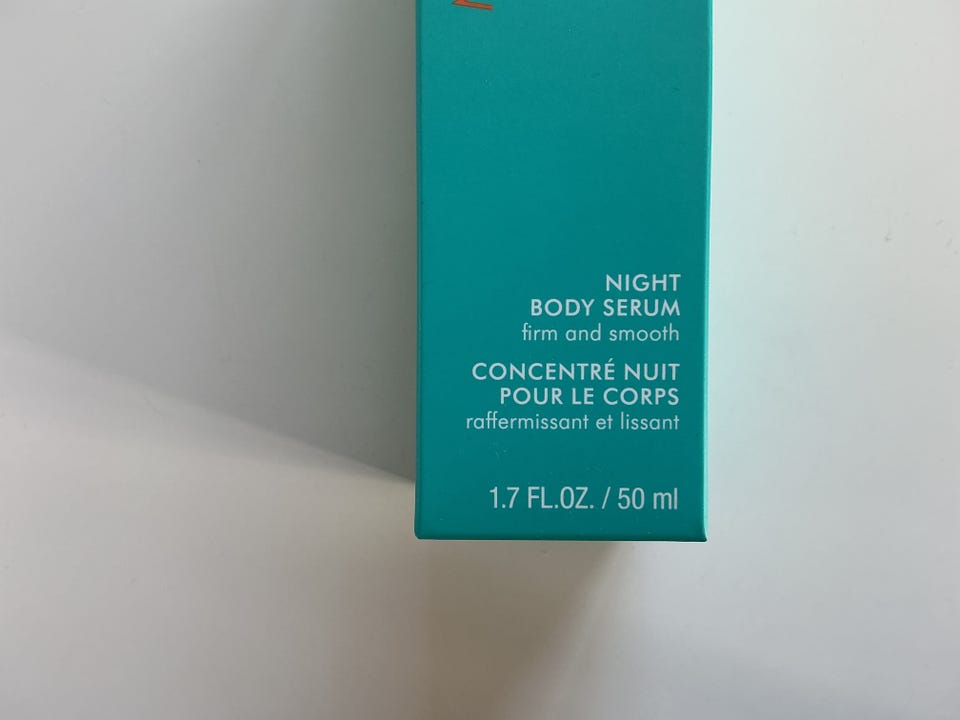 NIGHT
BODY SERUM
firm and smooth
CONCENTRÉ NUIT
POUR LE CORPS
raffermissant et lissant
1.7 FL.OZ. / 50 ml